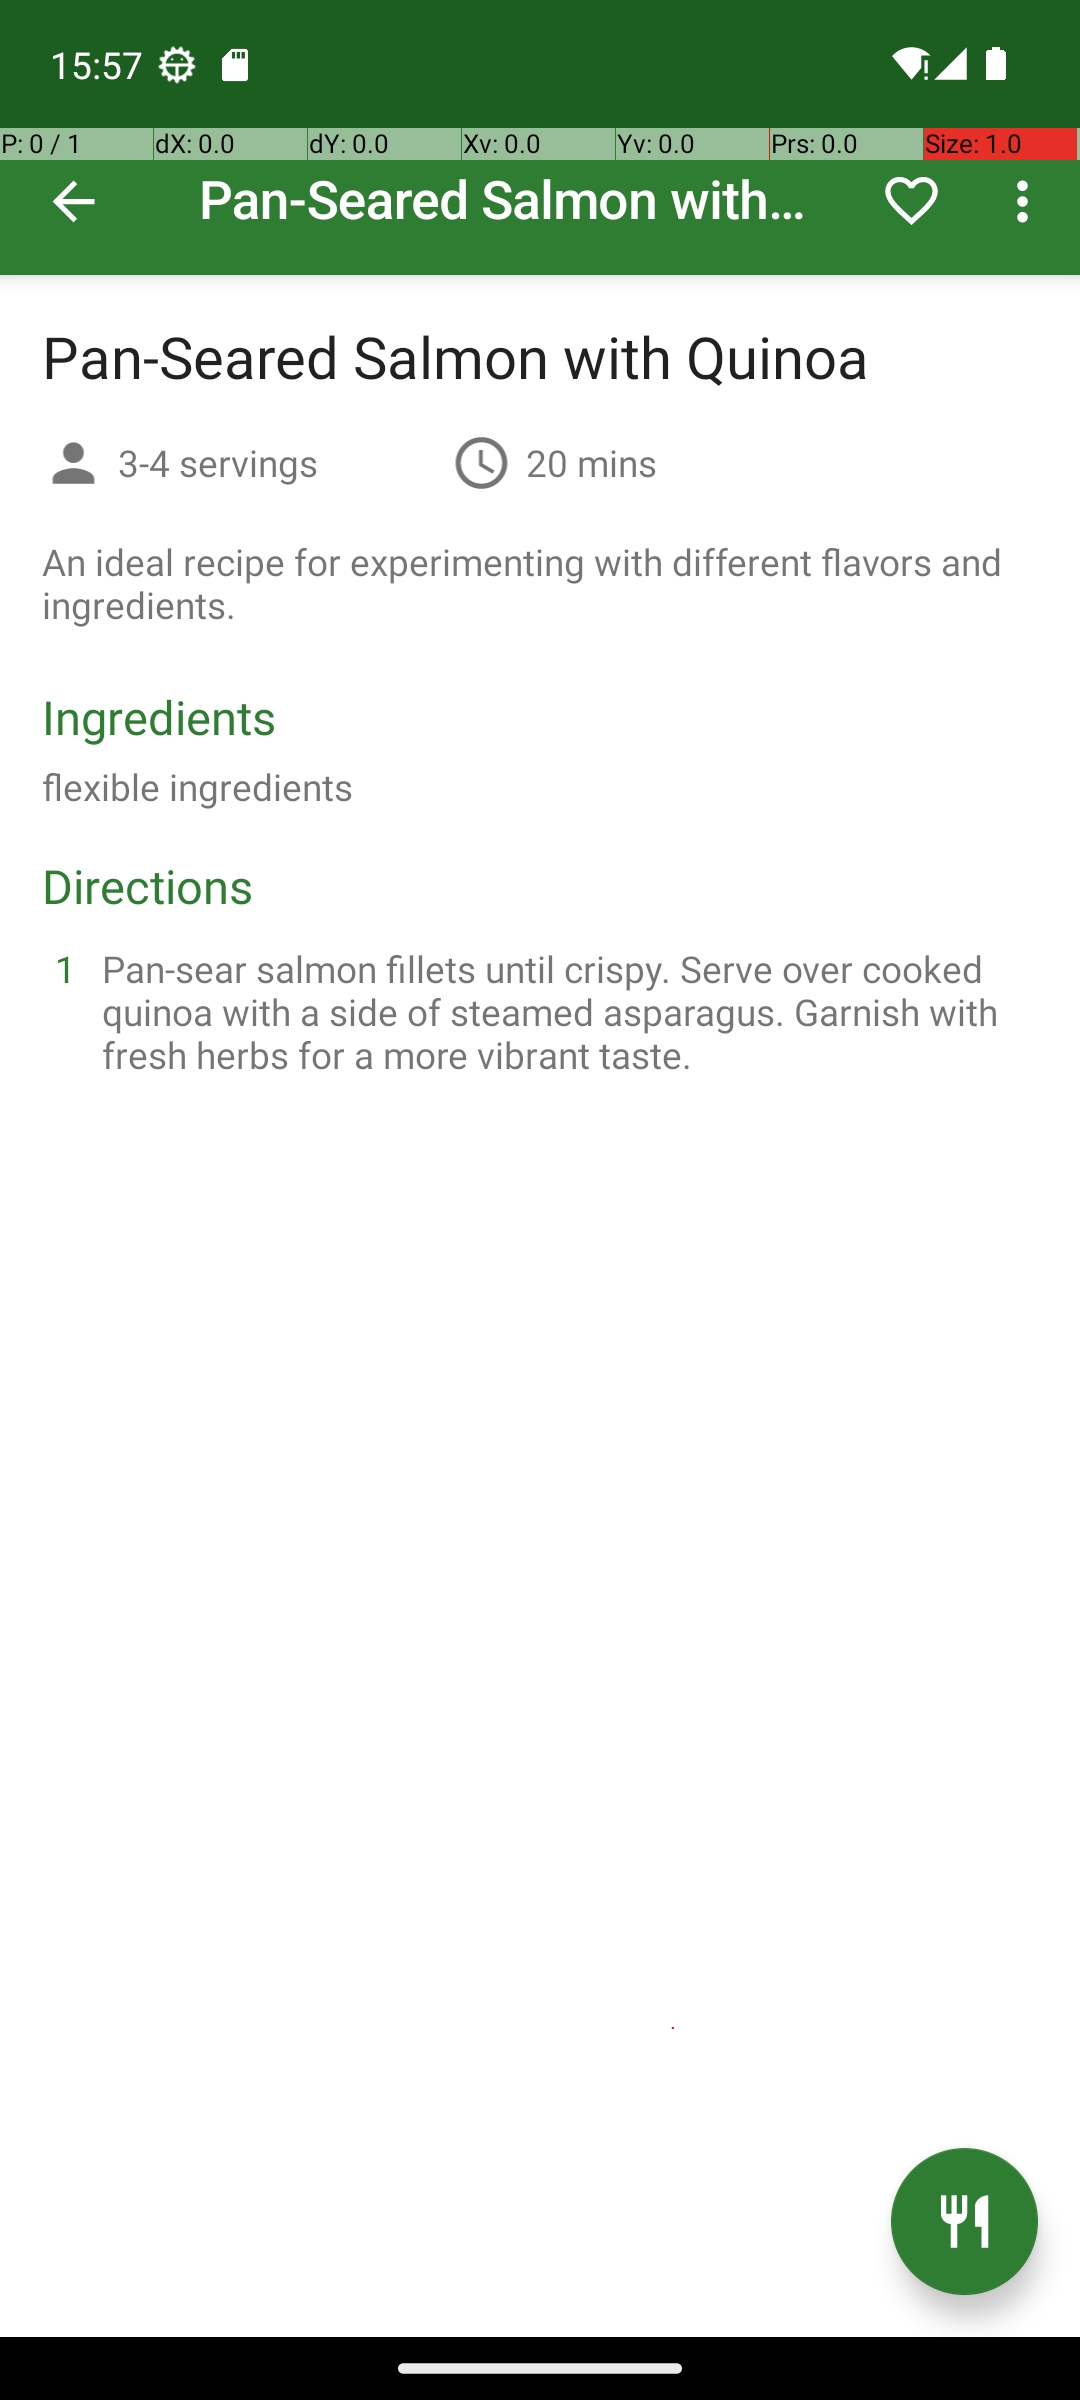 15:57
P: 0 / 1 dX: 0.0 dY: 0.0 Xv: 0.0 Yv: 0.0 Prs: 0.0 Size: 1.0
Pan-Seared Salmon with...
Pan-Seared Salmon with Quinoa
3-4 servings 20 mins
An ideal recipe for experimenting with different flavors and
ingredients.
Ingredients
flexible ingredients
Directions
1 Pan-sear salmon fillets until crispy. Serve over cooked
quinoa with a side of steamed asparagus. Garnish with
fresh herbs for a more vibrant taste.